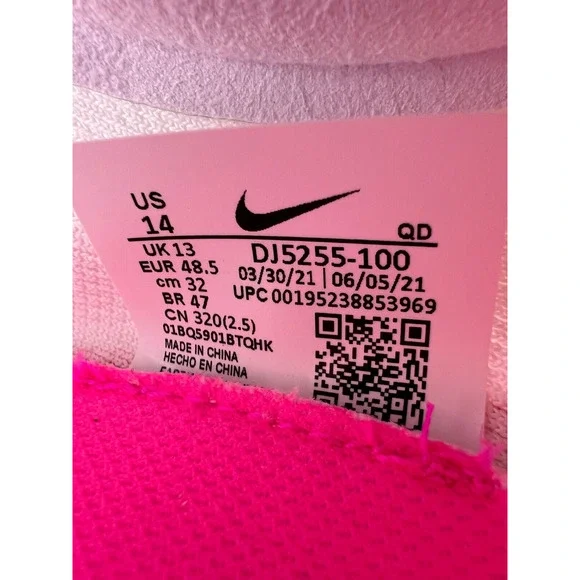 US
14
QD
UK 13
DJ5255-100
EUR 48.5
03/30/21 | 06/05/21
cm 32
UPC 00195238853969
BR 47
CN 320(2.5)
01BQ5901BTQHK
MADE IN CHINA
HECHO EN CHINA